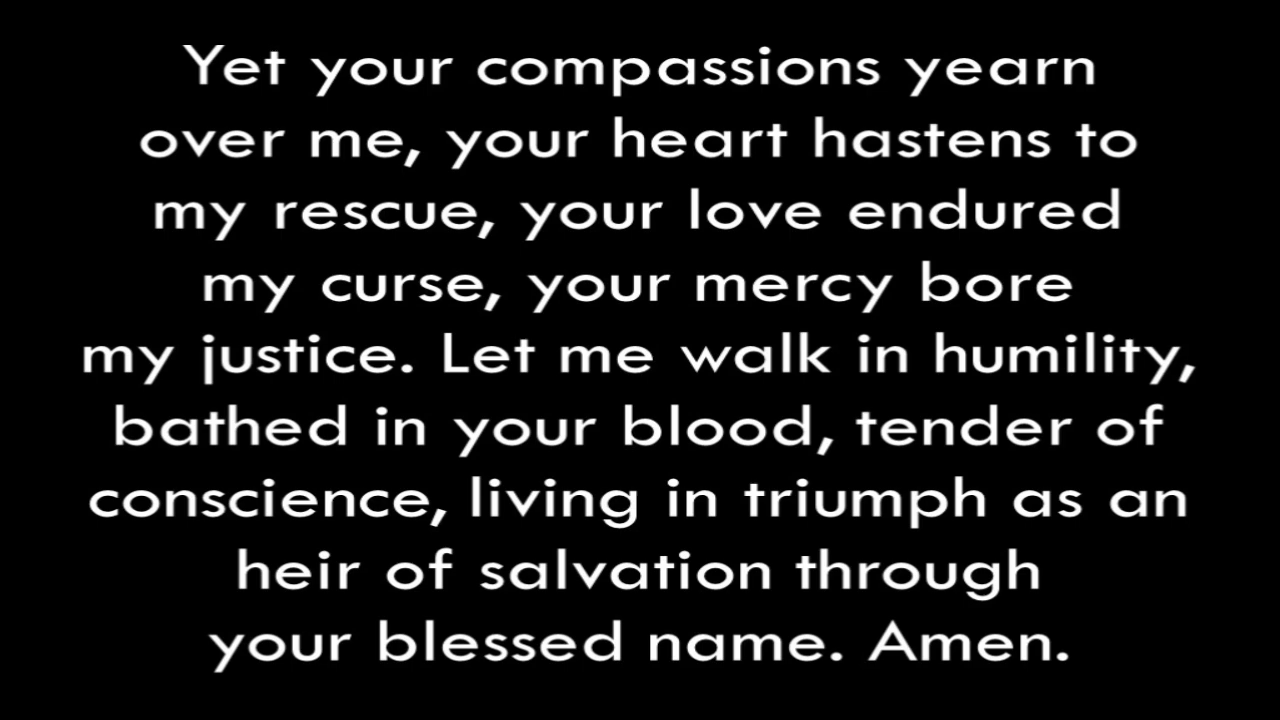 Yet your compassions yearn
over me, your heart hastens to
my rescue, your love endured
my curse, your mercy bore
my justice. Let me walk in humility,
bathed in your blood, tender of
conscience, living in triumph as an
heir of salvation through
your blessed name. Amen.